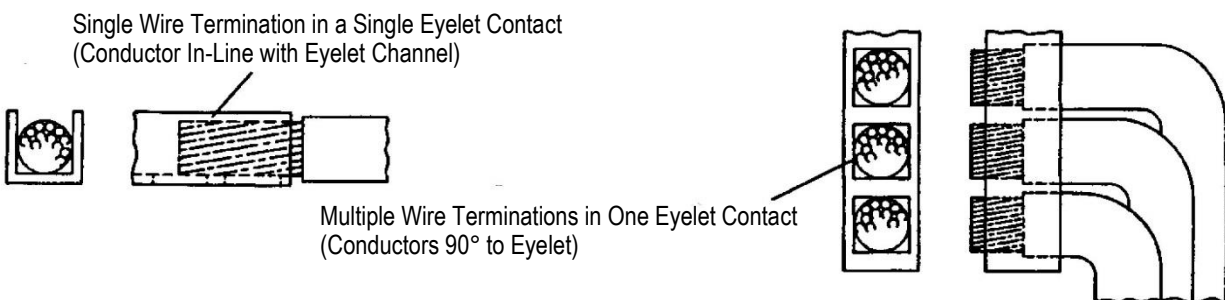 Single Wire Termination in a Single Eyelet Contact
(Conductor In-Line with Eyelet Channel)
Multiple Wire Terminations in One Eyelet Contact
(Conductors 90° to Eyelet)